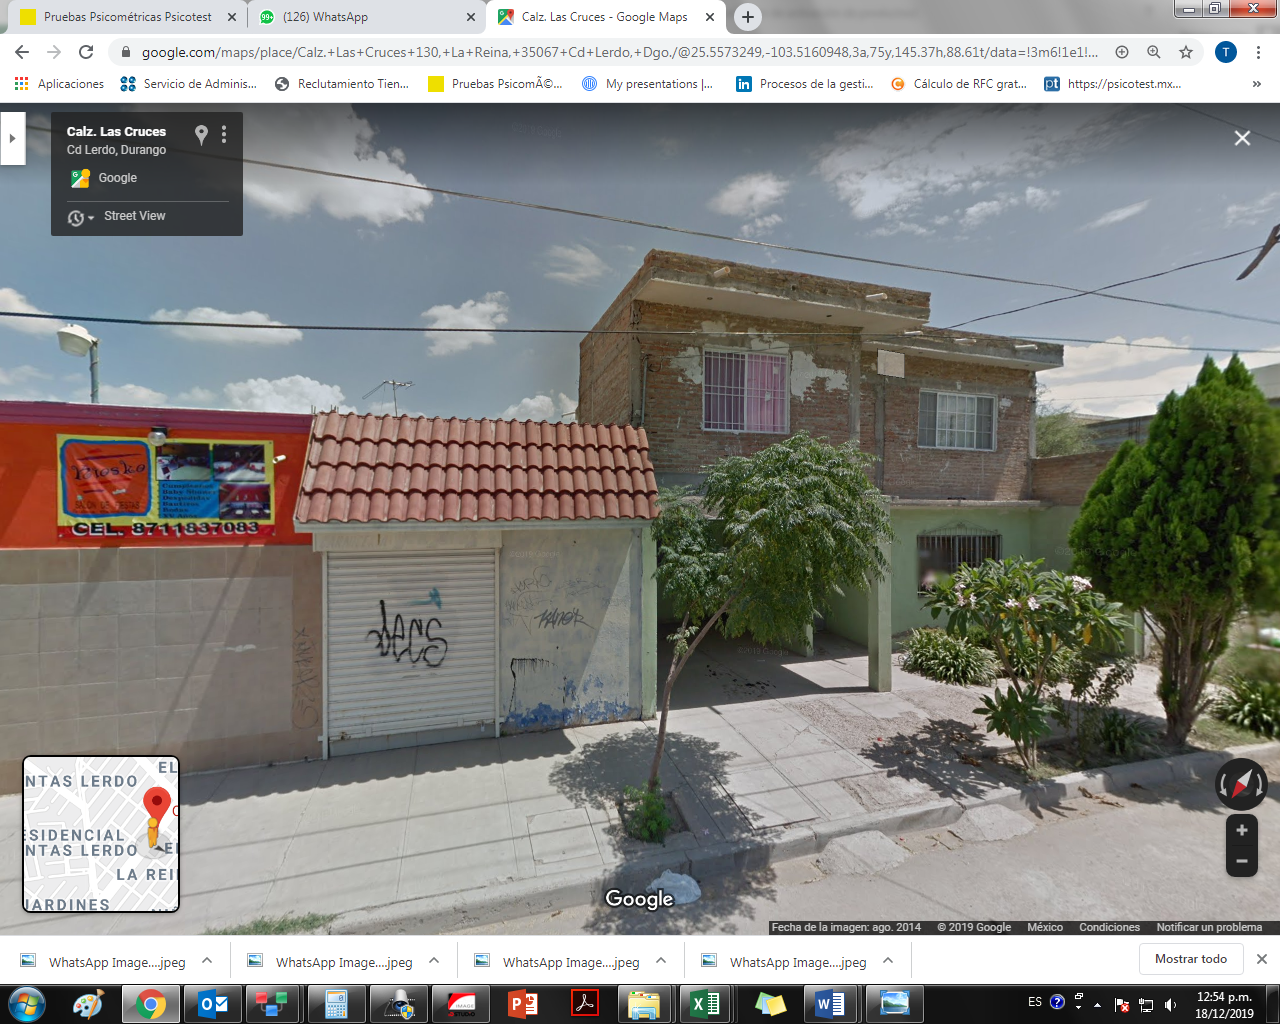 Pruebas Psicométricas Psicotest
(126) WhatsApp
Calz. Las Cruces - Google Maps
google.com/maps/place/Calz.+Las+Cruces+130,+La+Reina,+35067+Cd+Lerdo,+Dgo./@25.5573249,-103.5160948,3a,75y,145.37h,88.61t/data=!3m6!1e1!...
T
Aplicaciones
Servicio de Adminis...
Reclutamiento Tien...
Pruebas PsicomÃ©...
My presentations |...
Procesos de la gesti...
Cálculo de RFC grat...
https://psicotest.mx...
Calz. Las Cruces
Cd Lerdo, Durango
Google
Street View
Kiosko
CEL. 8711837083
Decs
EL
NTAS LERDO
ESIDENCIAL
NTAS LERDO
LA REI
JARDINES
Google
Fecha de la imagen: ago. 2014 © 2019 Google México Condiciones Notificar un problema
WhatsApp Image....jpeg
WhatsApp Image....jpeg
WhatsApp Image....jpeg
WhatsApp Image....jpeg
Mostrar todo
ES
12:54 p.m.
18/12/2019